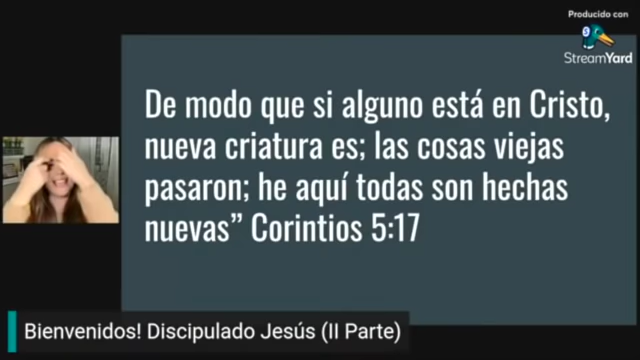 Producido con
StreamYard
De modo que si alguno está en Cristo,
nueva criatura es; las cosas viejas
pasaron; he aquí todas son hechas
nuevas” Corintios 5:17
Bienvenidos! Discipulado Jesús (II Parte)